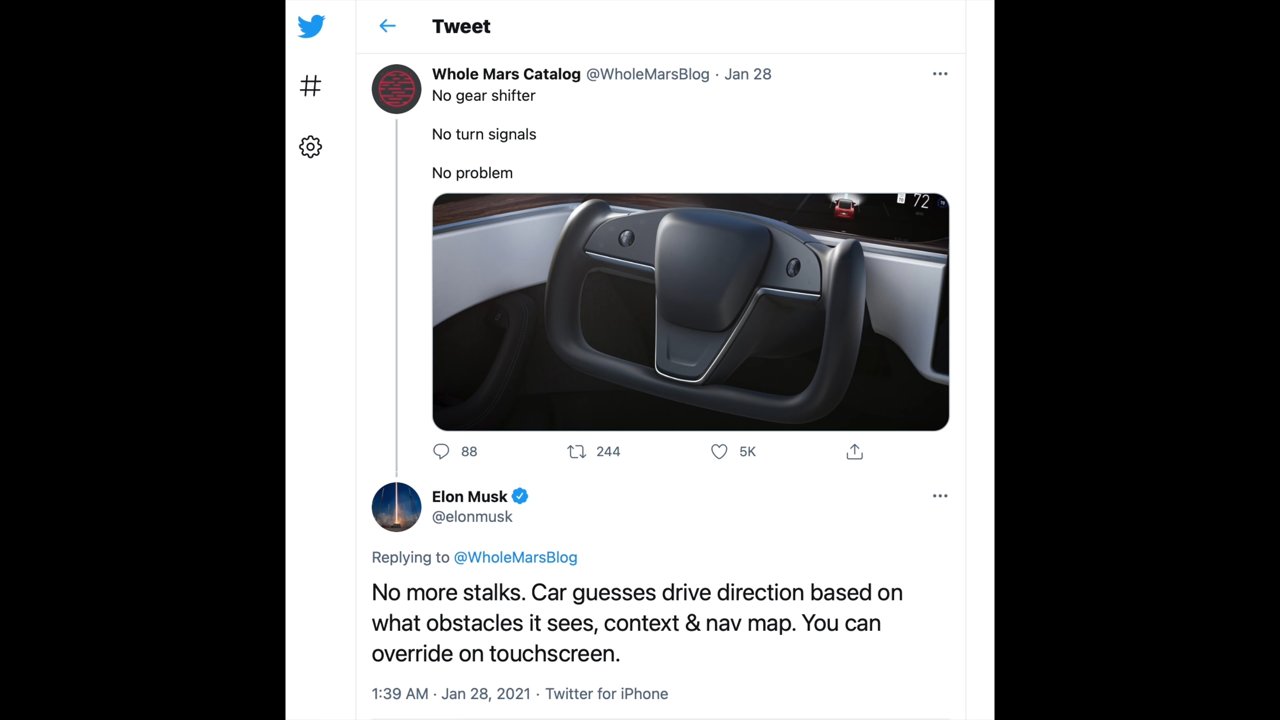 Tweet
Whole Mars Catalog @WholeMarsBlog · Jan 28
No gear shifter
No turn signals
No problem
72
88
244
5K
Elon Musk
@elonmusk
Replying to @WholeMarsBlog
No more stalks. Car guesses drive direction based on
what obstacles it sees, context & nav map. You can
override on touchscreen.
1:39 AM · Jan 28, 2021 · Twitter for iPhone